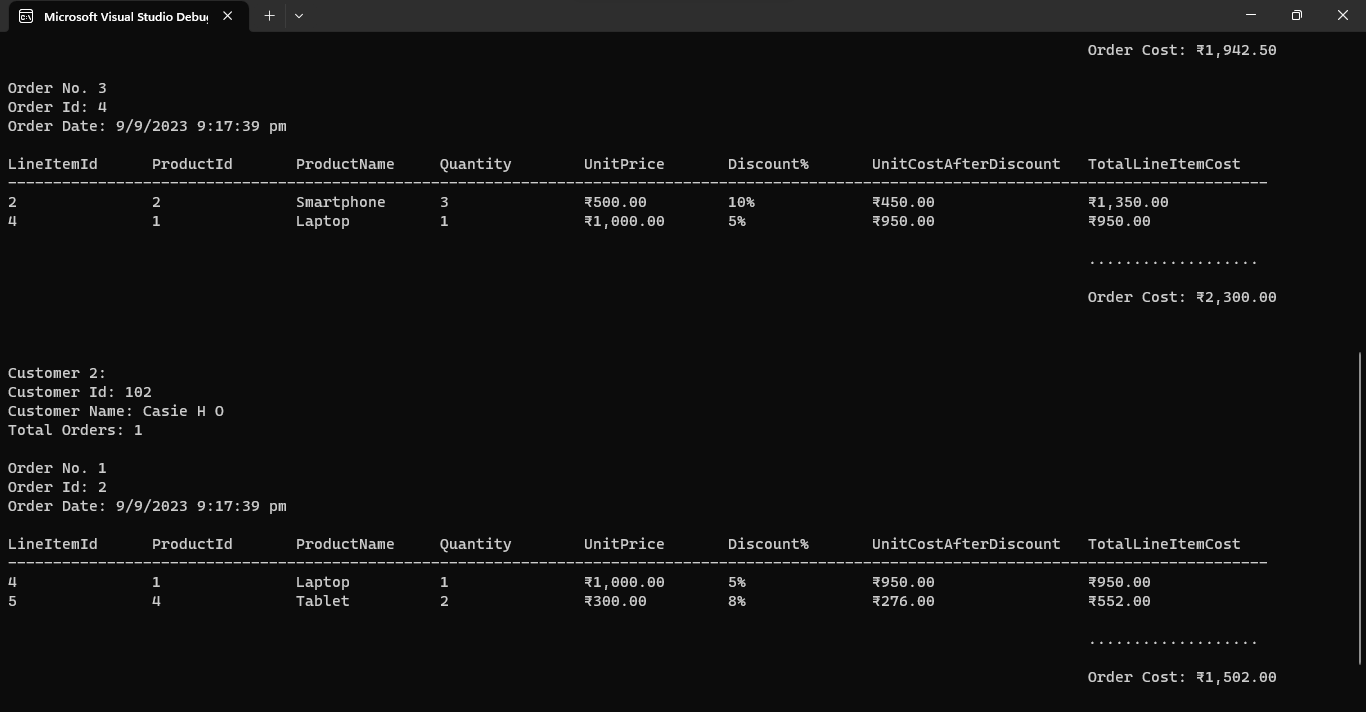 Microsoft Visual Studio Debu
Order Cost: ₹1,942.50
Order No. 3
Order Id: 4
Order Date: 9/9/2023 9:17:39 pm
LineItemId ProductId ProductName Quantity UnitPrice Discount% UnitCostAfterDiscount TotalLineItemCost
--------------------------------------------------------------------------------------------------------------------------------------------
2 2 Smartphone 3 ₹500.00 10% ₹450.00 ₹1,350.00
4 1 Laptop 1 ₹1,000.00 5% ₹950.00 ₹950.00
...................
Order Cost: ₹2,300.00
Customer 2:
Customer Id: 102
Customer Name: Casie H O
Total Orders: 1
Order No. 1
Order Id: 2
Order Date: 9/9/2023 9:17:39 pm
LineItemId ProductId ProductName Quantity UnitPrice Discount% UnitCostAfterDiscount TotalLineItemCost
--------------------------------------------------------------------------------------------------------------------------------------------
4 1 Laptop 1 ₹1,000.00 5% ₹950.00 ₹950.00
5 4 Tablet 2 ₹300.00 8% ₹276.00 ₹552.00
...................
Order Cost: ₹1,502.00